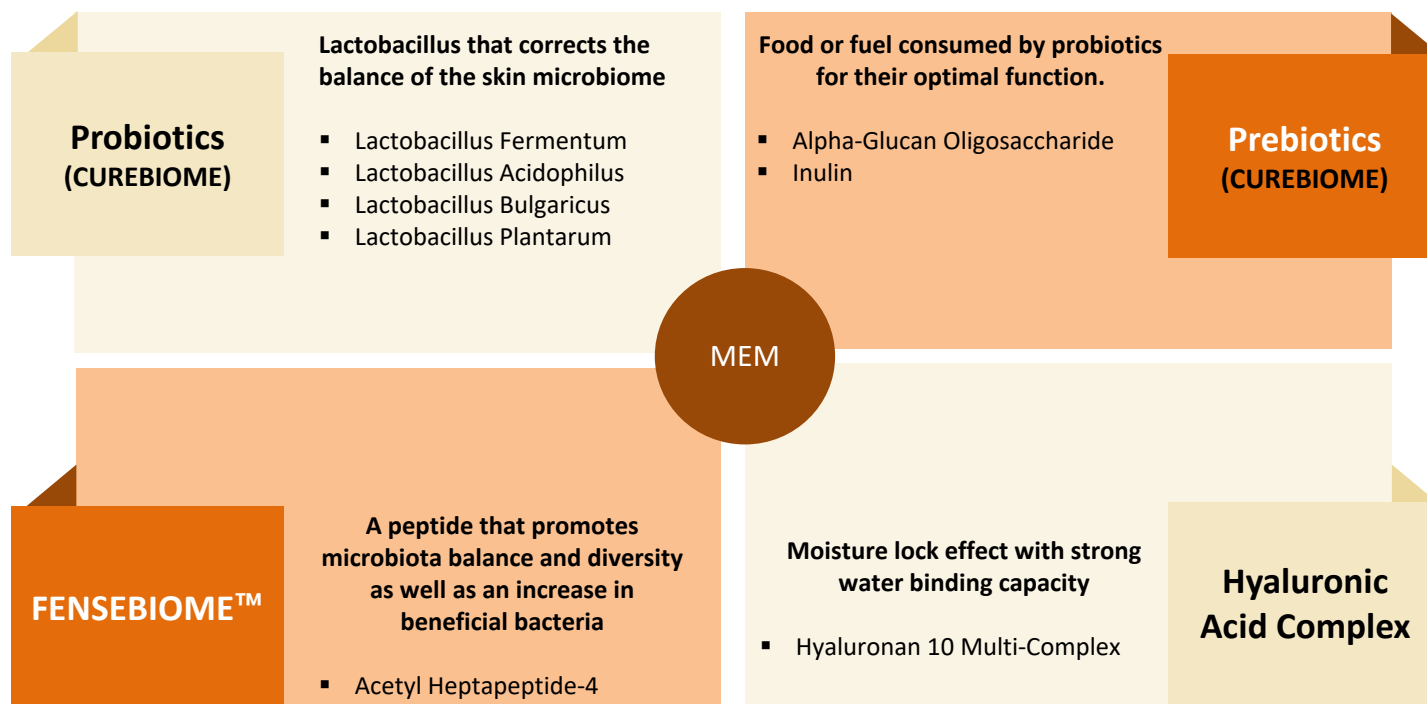 Probiotics
(CUREBIOME)
Lactobacillus that corrects the
balance of the skin microbiome
▪ Lactobacillus Fermentum
▪ Lactobacillus Acidophilus
▪ Lactobacillus Bulgaricus
▪ Lactobacillus Plantarum
Food or fuel consumed by probiotics
for their optimal function.
▪ Alpha-Glucan Oligosaccharide
▪ Inulin
Prebiotics
(CUREBIOME)
MEM
FENSEBIOME™
A peptide that promotes
microbiota balance and diversity
as well as an increase in
beneficial bacteria
▪ Acetyl Heptapeptide-4
Moisture lock effect with strong
water binding capacity
▪ Hyaluronan 10 Multi-Complex
Hyaluronic
Acid Complex